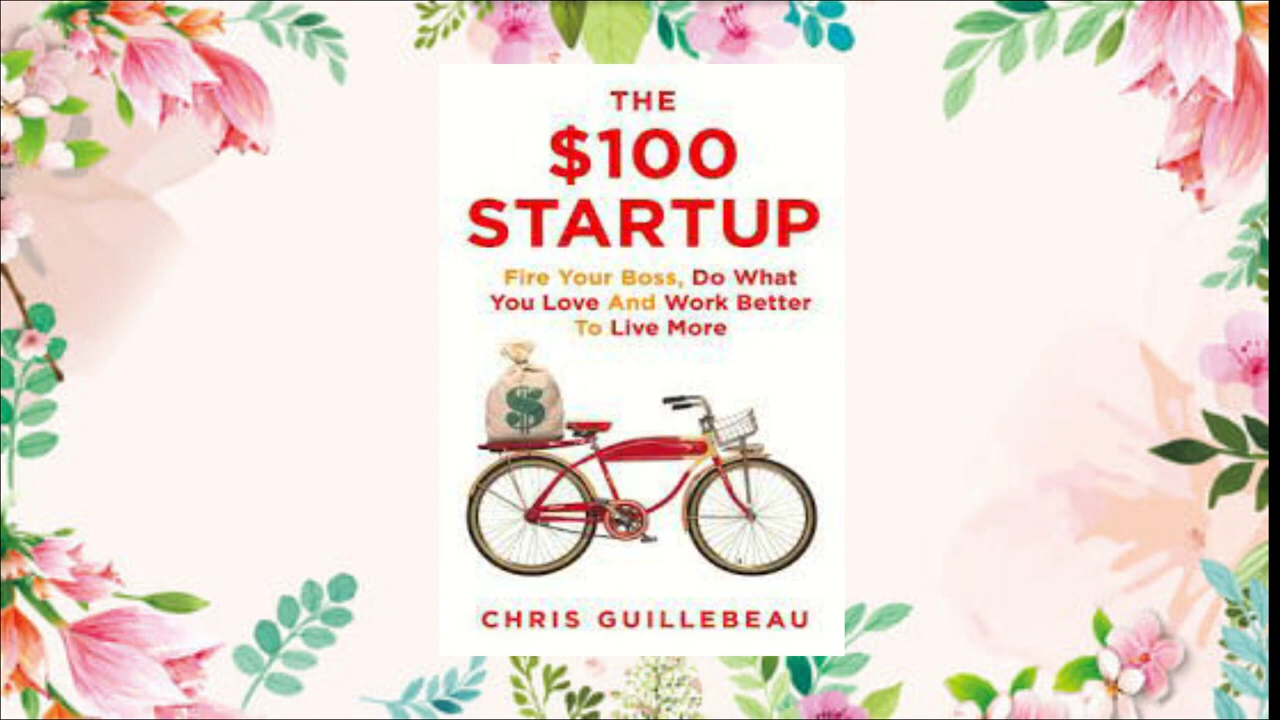 THE
$100
STARTUP
Fire Your Boss, Do What
You Love And Work Better
To Live More
$
CHRIS GUILLEBEAU